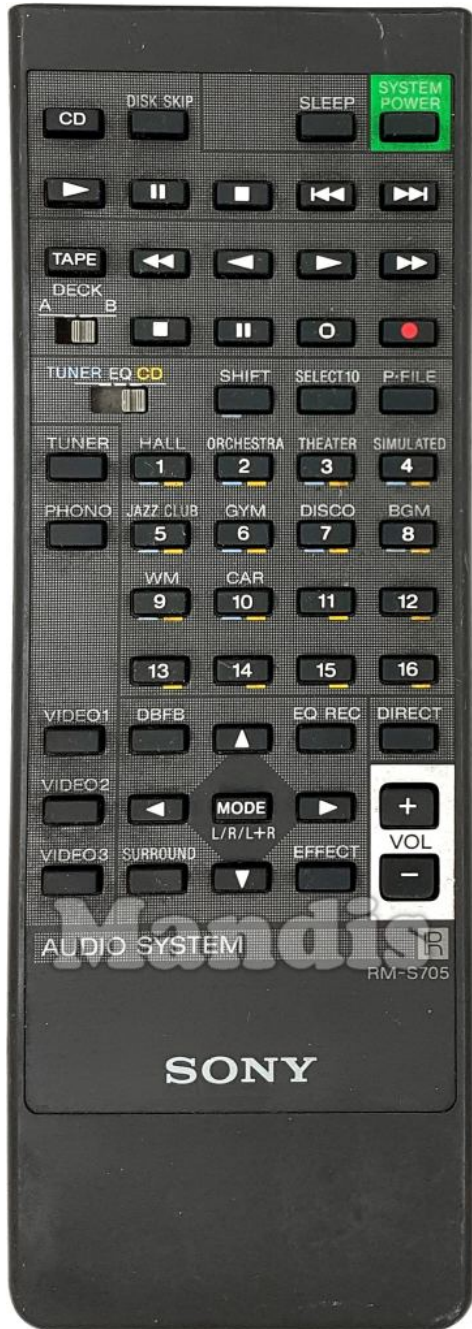 SYSTEM
DISK SKIP SLEEP POWER
CD
TAPE
DECK
A B
TUNER EQ CD SHIFT SELECT10 P·FILE
TUNER HALL ORCHESTRA THEATER SIMULATED
1 2 3 4
PHONO JAZZ CLUB GYM DISCO BGM
5 6 7 8
WM CAR
9 10 11 12
13 14 15 16
VIDEO1 DBFB EQ REC DIRECT
VIDEO2 MODE +
L/R/L+R VOL
VIDEO3 SURROUND EFFECT −
Mandis
AUDIO SYSTEM R
RM-S705
SONY